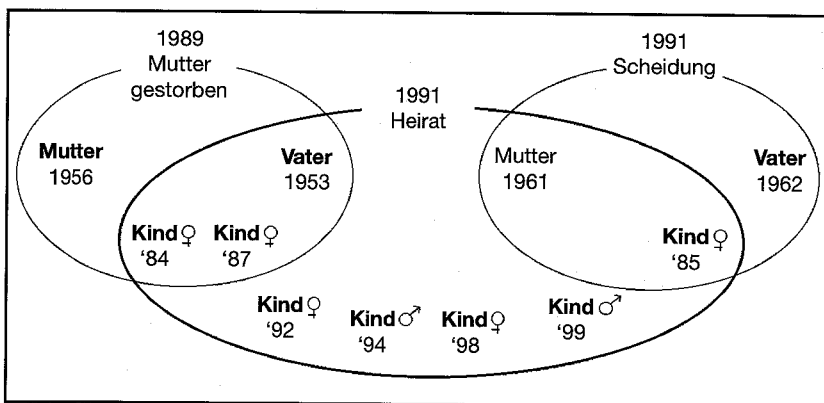 1989
Mutter
gestorben
1991
Scheidung
1991
Heirat
Mutter
1956
Vater
1953
Mutter
1961
Vater
1962
Kind♀
‘84
Kind♀
‘87
Kind♀
‘85
Kind♀
‘92
Kind♂
‘94
Kind♀
‘98
Kind♂
‘99